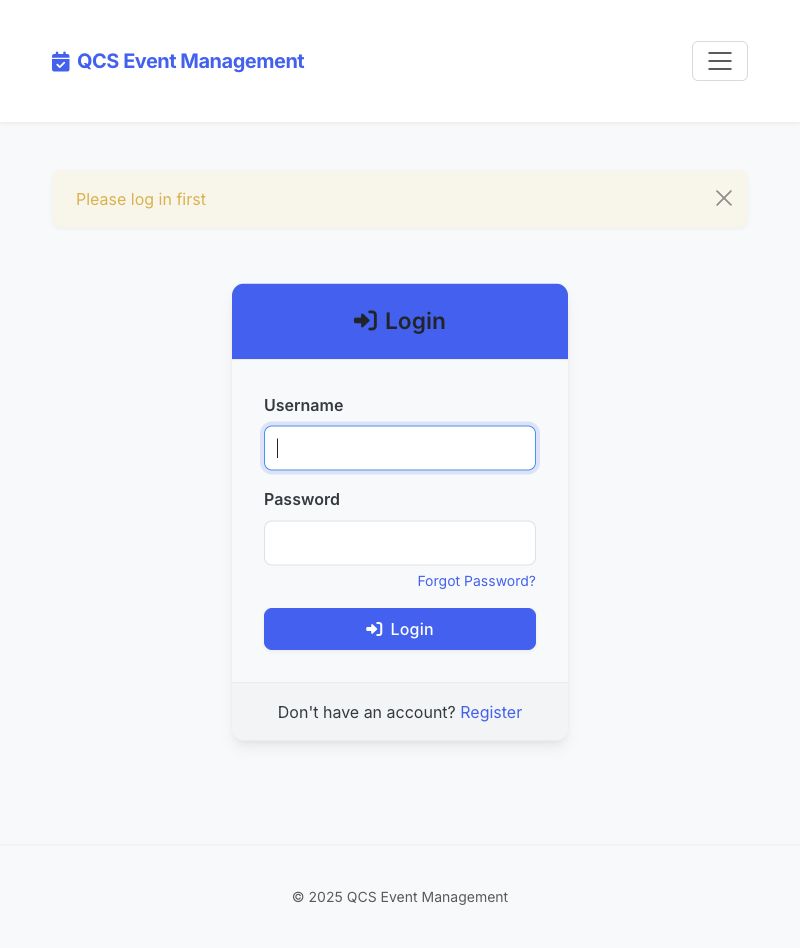 QCS Event Management
Please log in first
Login
Username
Password
Forgot Password?
Login
Don't have an account? Register
© 2025 QCS Event Management